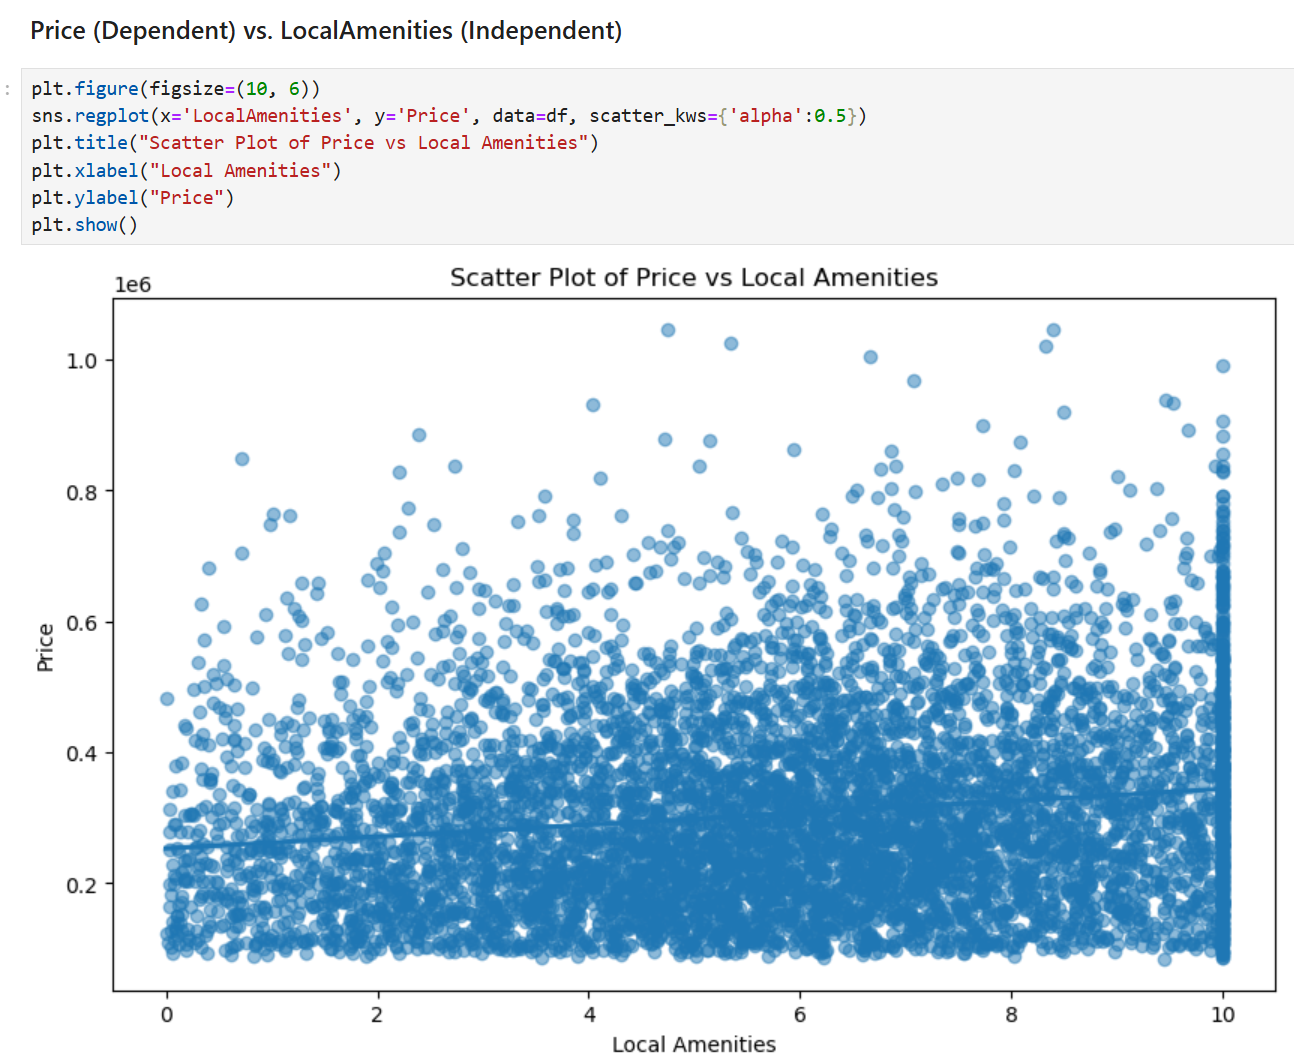 Price (Dependent) vs. LocalAmenities (Independent)
:
plt.figure(figsize=(10, 6))
sns.regplot(x='LocalAmenities', y='Price', data=df, scatter_kws={'alpha':0.5})
plt.title("Scatter Plot of Price vs Local Amenities")
plt.xlabel("Local Amenities")
plt.ylabel("Price")
plt.show()
Scatter Plot of Price vs Local Amenities
1e6
1.0
0.8
0.6
Price
0.4
0.2
0 2 4 6 8 10
Local Amenities